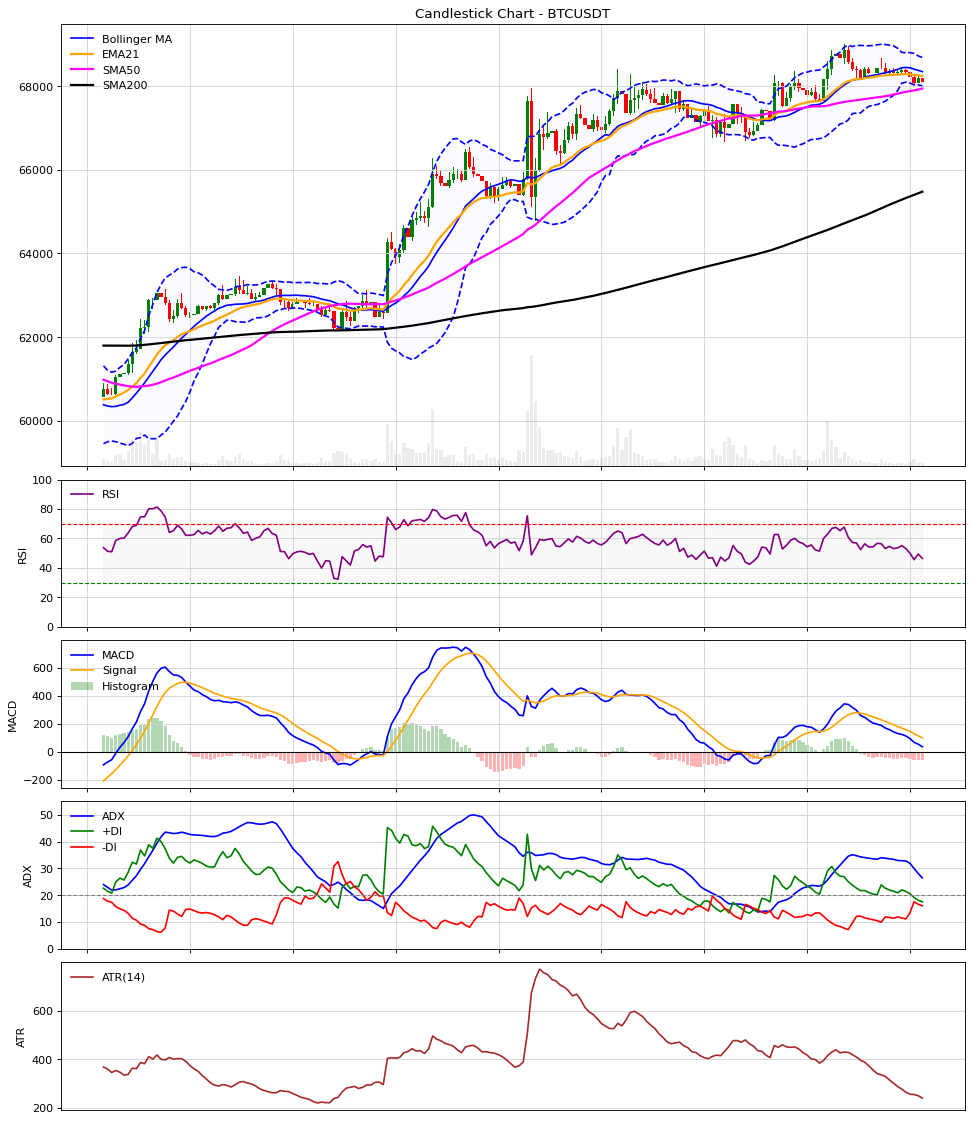 Candlestick Chart - BTCUSDT
Bollinger MA
EMA21
SMA50
SMA200
68000
66000
64000
62000
60000
RSI
RSI
100
80
60
40
20
0
MACD
Signal
Histogram
MACD
600
400
200
0
−200
ADX
+DI
-DI
ADX
50
40
30
20
10
0
ATR(14)
ATR
600
400
200